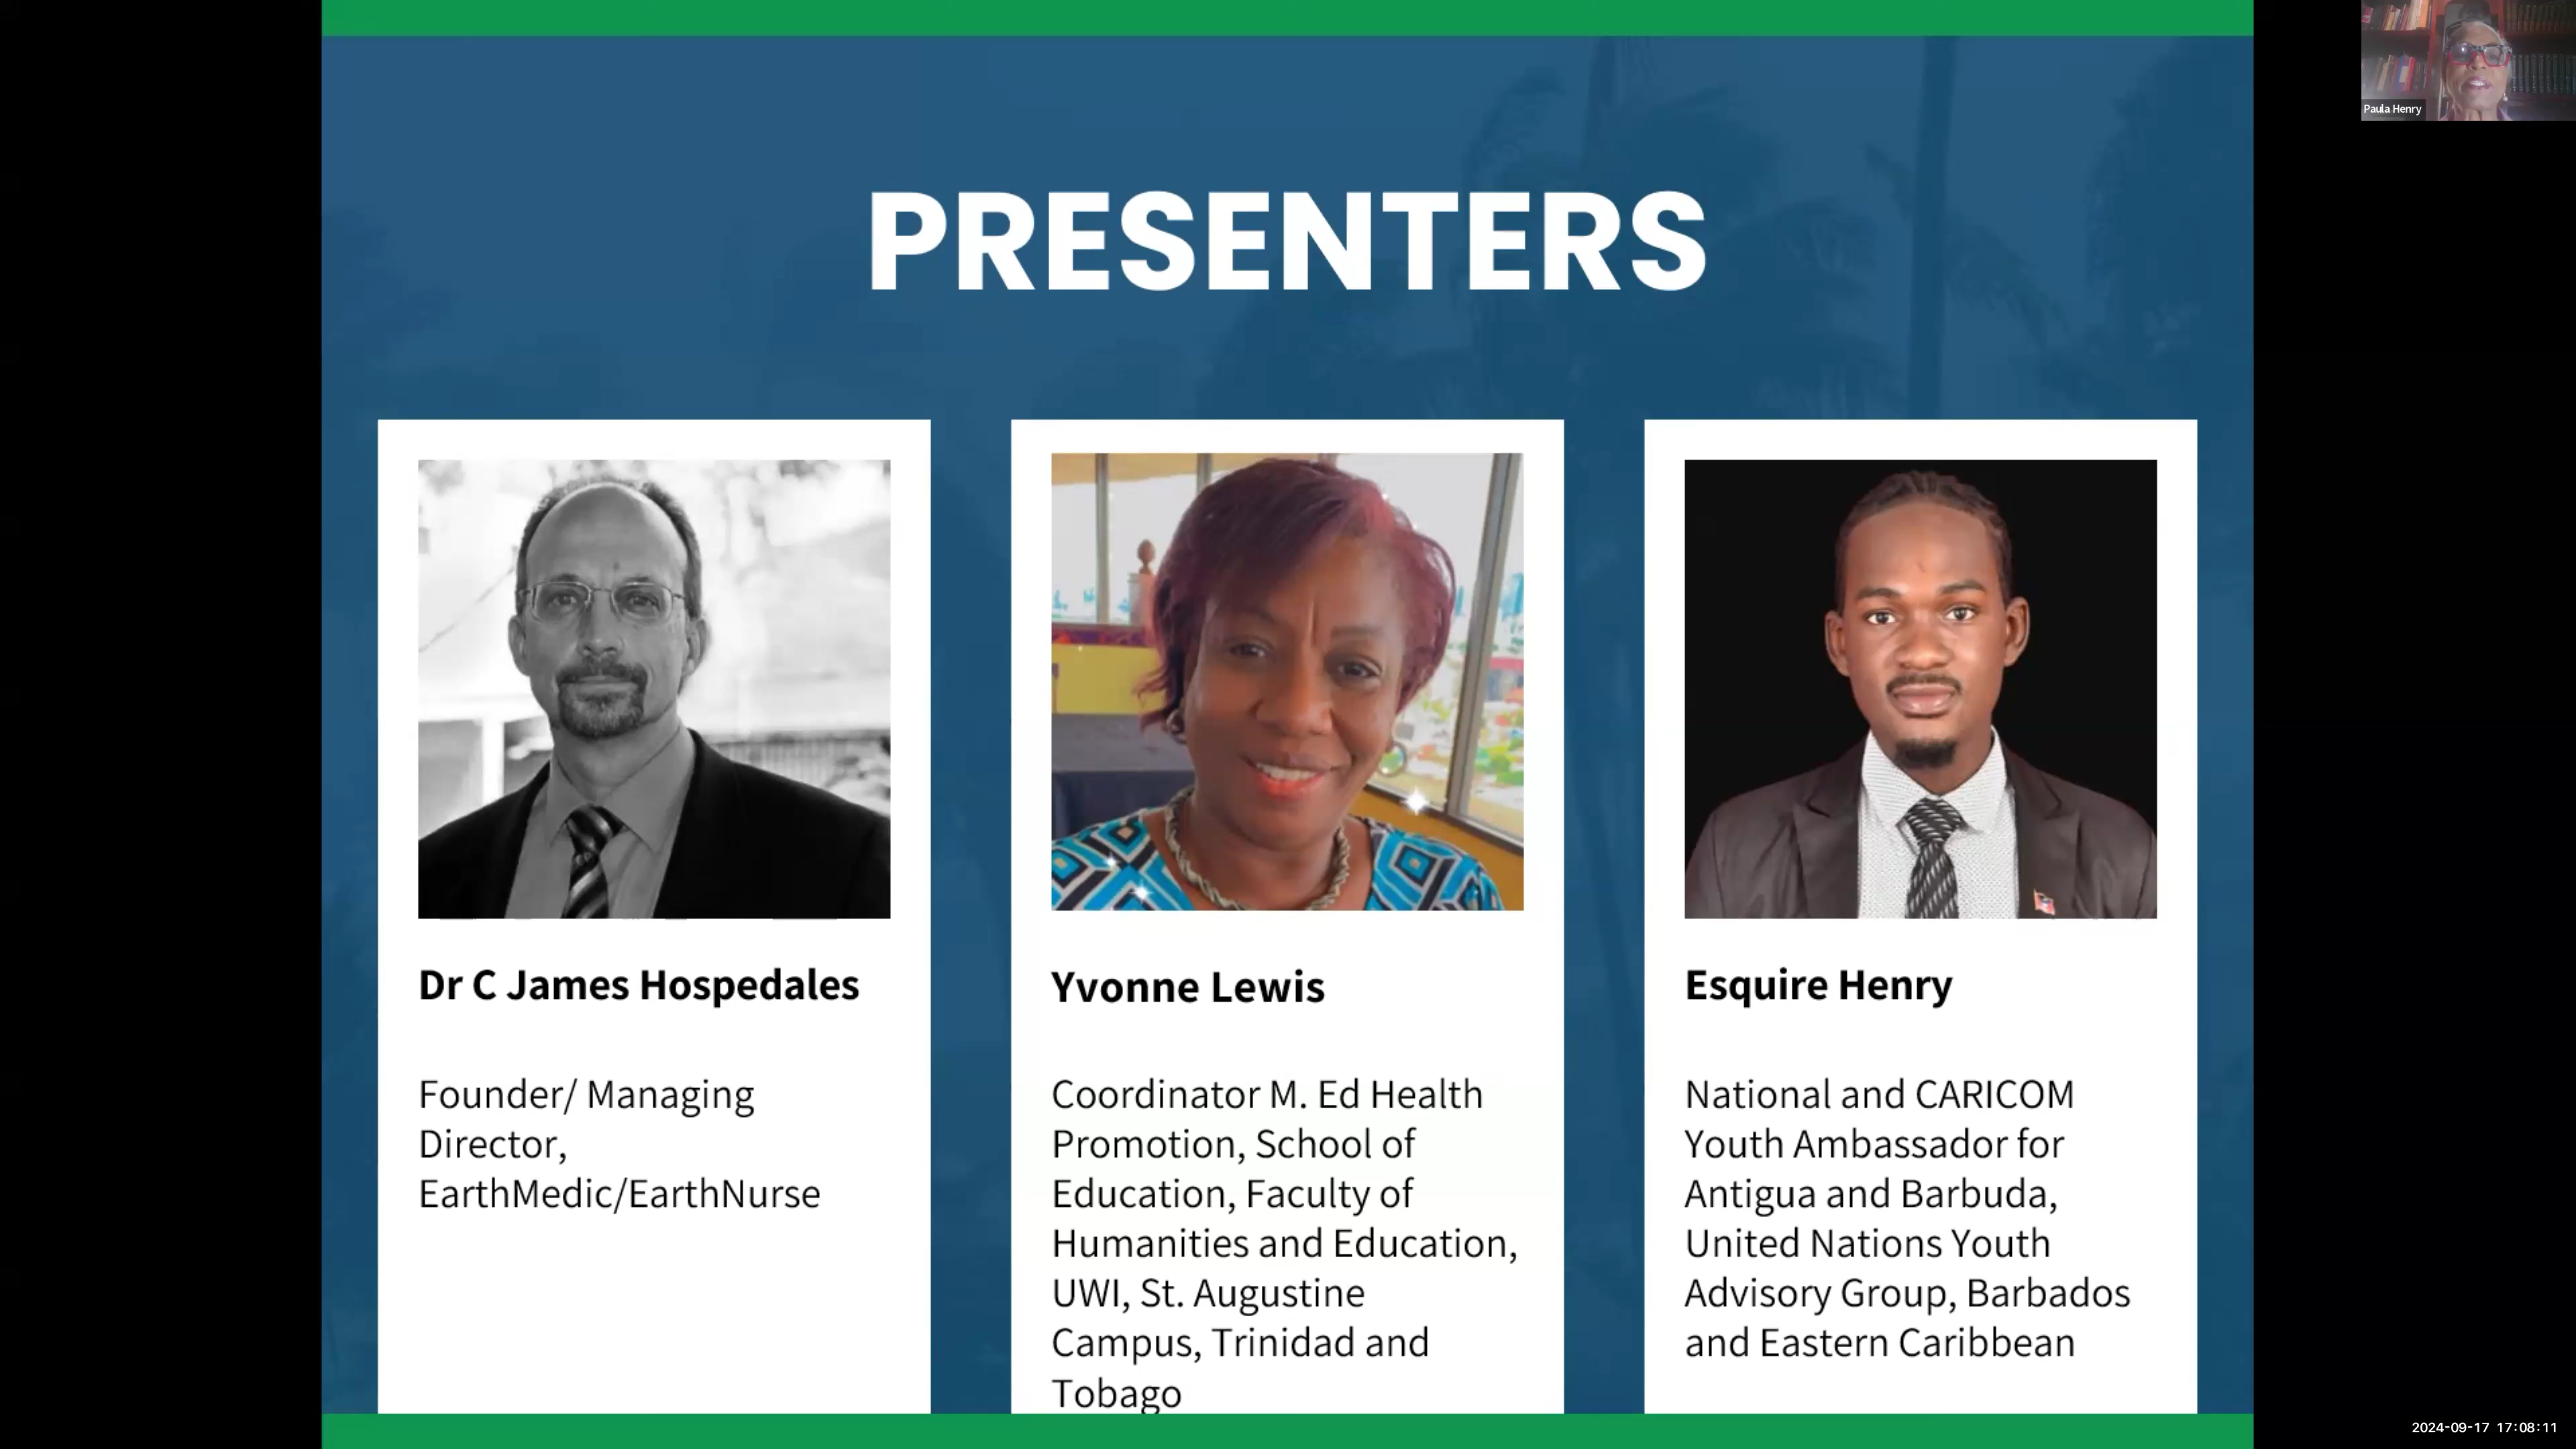 Paula Henry
PRESENTERS
Dr C James Hospedales
Founder/ Managing
Director,
EarthMedic/EarthNurse
Yvonne Lewis
Coordinator M. Ed Health
Promotion, School of
Education, Faculty of
Humanities and Education,
UWI, St. Augustine
Campus, Trinidad and
Tobago
Esquire Henry
National and CARICOM
Youth Ambassador for
Antigua and Barbuda,
United Nations Youth
Advisory Group, Barbados
and Eastern Caribbean
2024-09-17 17:08:11